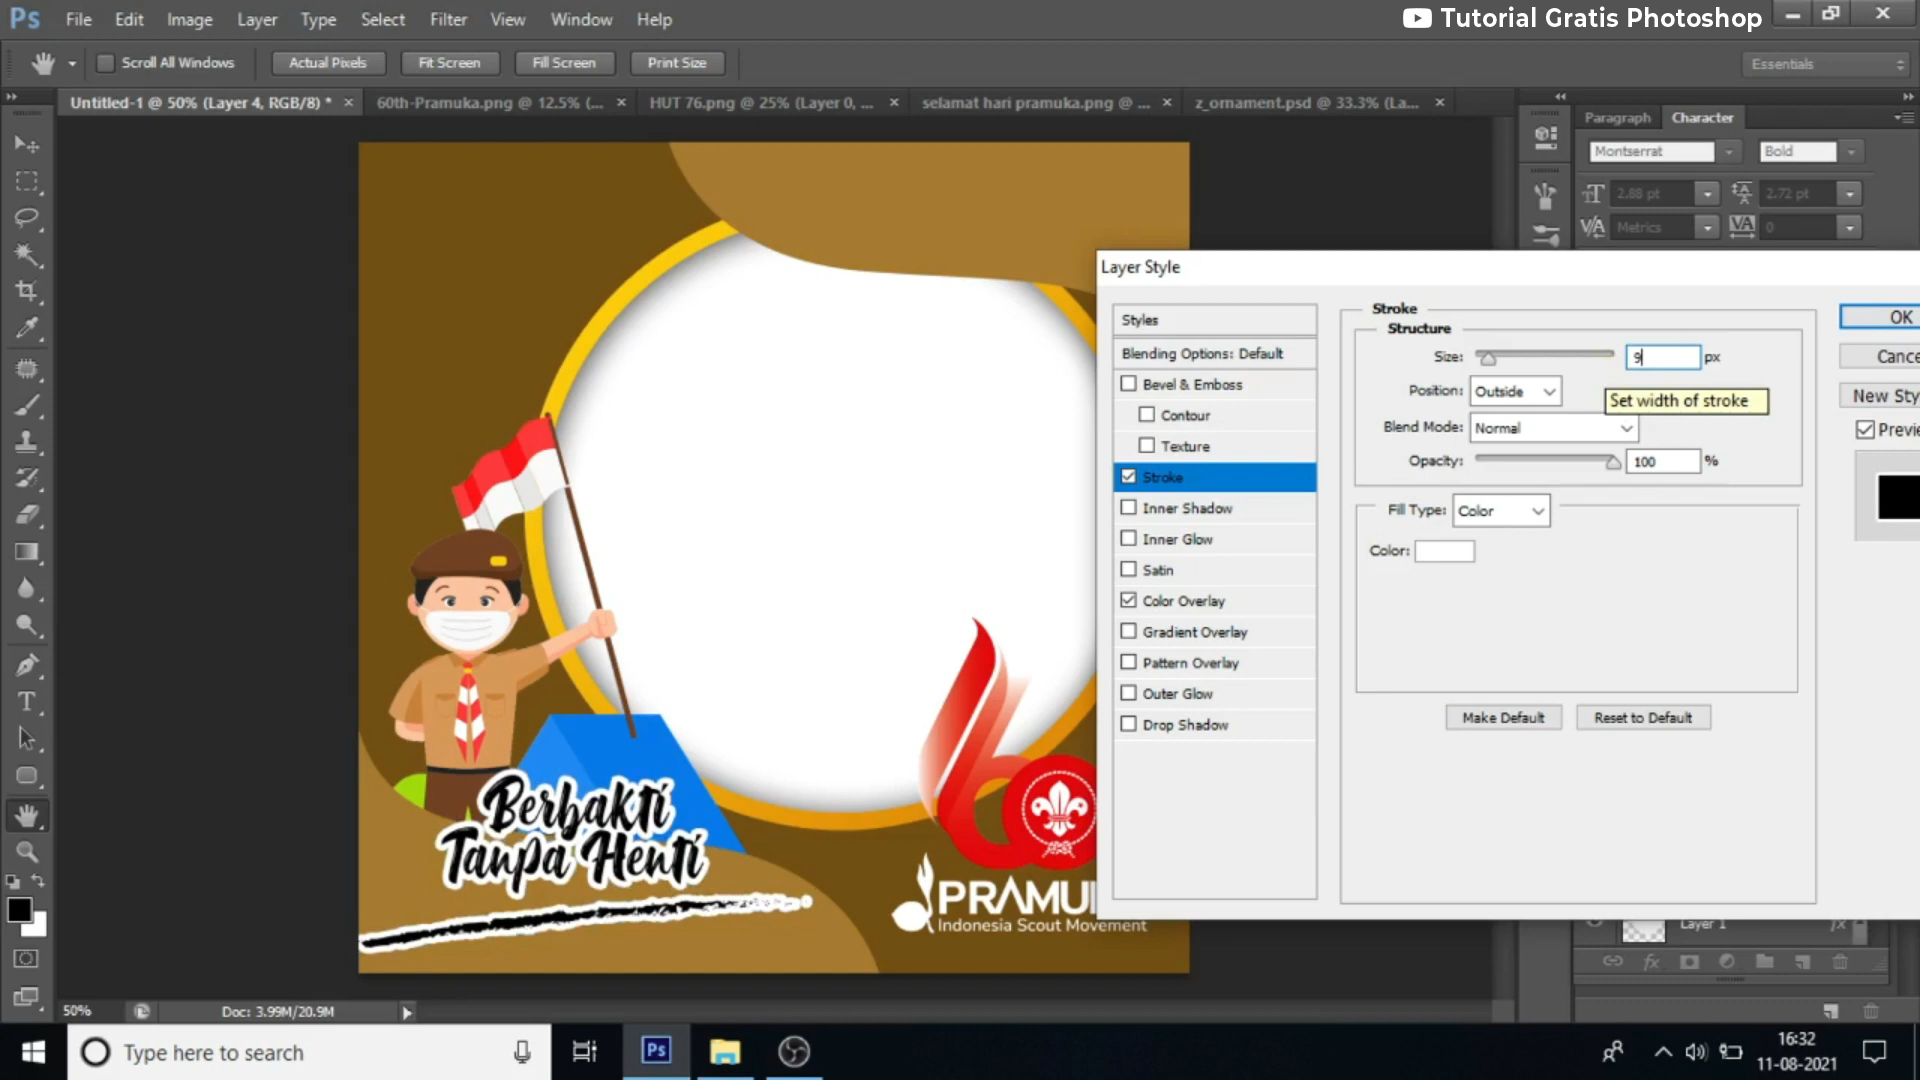 Ps File Edit Image Layer Type Select Filter View Window Help
Tutorial Gratis Photoshop
Scroll All Windows Actual Pixels Fit Screen Fill Screen Print Size
Essentials
Untitled-1 @ 50% (Layer 4, RGB/8) *
60th-Pramuka.png @ 12.5% (...
HUT 76.png @ 25% (Layer 0, ...
selamat hari pramuka.png @ ...
z_ornament.psd @ 33.3% (La...
Paragraph Character
Montserrat Bold
2.88 pt 2.72 pt
Metrics 0
Layer Style
Styles
Blending Options: Default
Bevel & Emboss
Contour
Texture
Stroke
Inner Shadow
Inner Glow
Satin
Color Overlay
Gradient Overlay
Pattern Overlay
Outer Glow
Drop Shadow
Stroke
Structure
Size: 9 px
Position: Outside
Set width of stroke
Blend Mode: Normal
Opacity: 100 %
Fill Type: Color
Color:
Make Default Reset to Default
OK
Cance
New Sty
Previe
Berbakti
Tanpa Henti
PRAMU
Indonesia Scout Movement
Layer 1 fx
50% Doc: 3.99M/20.9M
Type here to search
Ps
16:32
11-08-2021